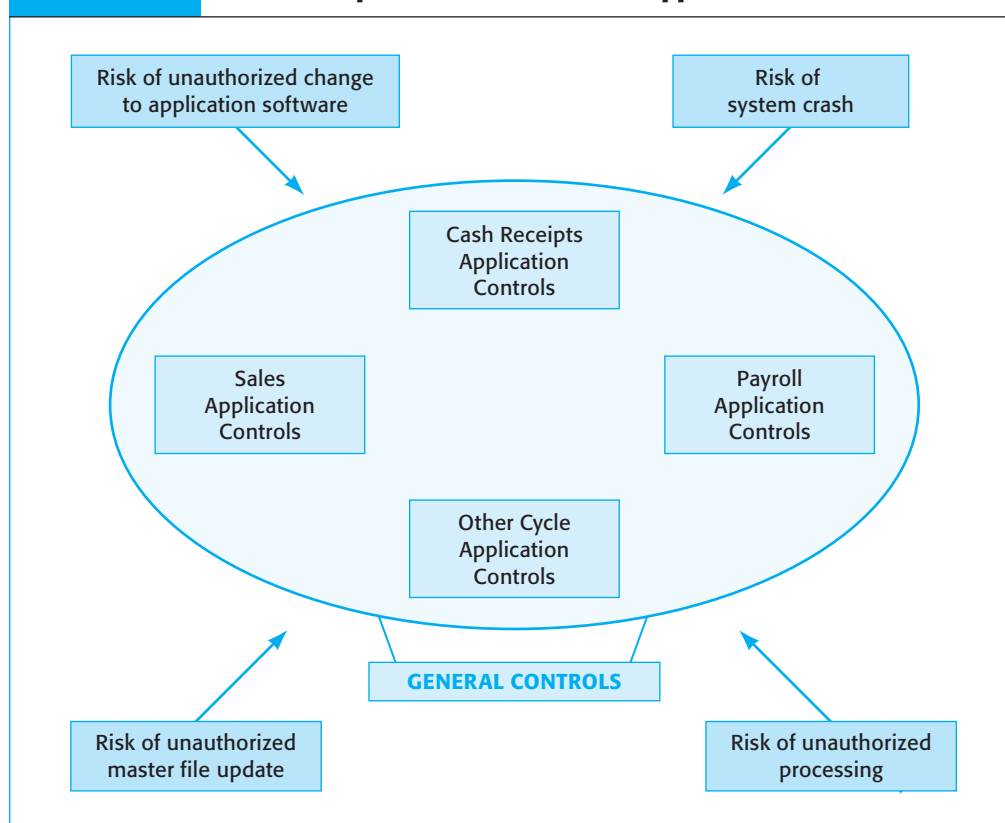 Risk of unauthorized change
to application software
Risk of
system crash
Cash Receipts
Application
Controls
Sales
Application
Controls
Payroll
Application
Controls
Other Cycle
Application
Controls
GENERAL CONTROLS
Risk of unauthorized
master file update
Risk of unauthorized
processing